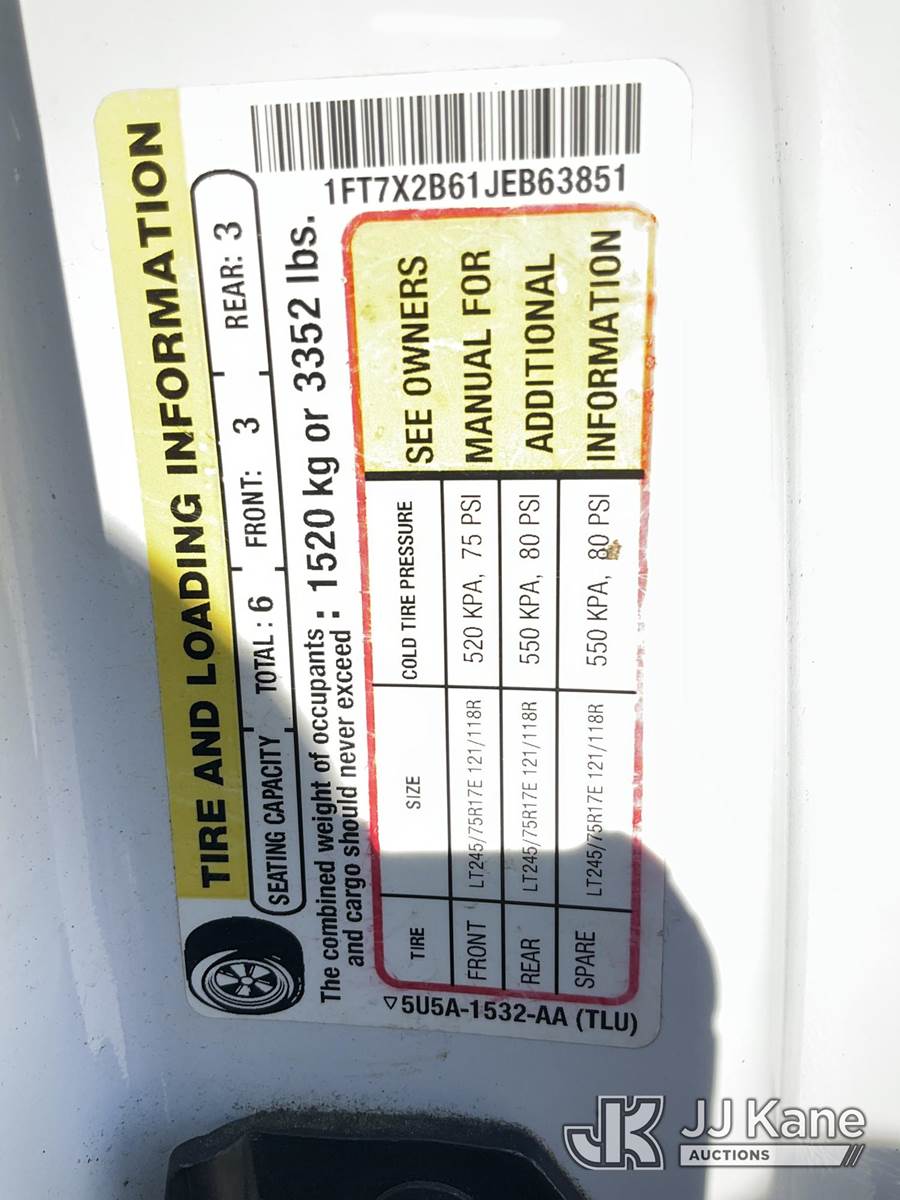 TIRE AND LOADING INFORMATION
SEATING CAPACITY TOTAL : 6 FRONT: 3 REAR: 3
The combined weight of occupants : 1520 kg or 3352 lbs.
and cargo should never exceed
TIRE SIZE COLD TIRE PRESSURE
FRONT LT245/75R17E 121/118R 520 KPA, 75 PSI
REAR LT245/75R17E 121/118R 550 KPA, 80 PSI
SPARE LT245/75R17E 121/118R 550 KPA, 80 PSI
SEE OWNERS
MANUAL FOR
ADDITIONAL
INFORMATION
5U5A-1532-AA (TLU)
1FT7X2B61JEB63851
JK JJ Kane
AUCTIONS